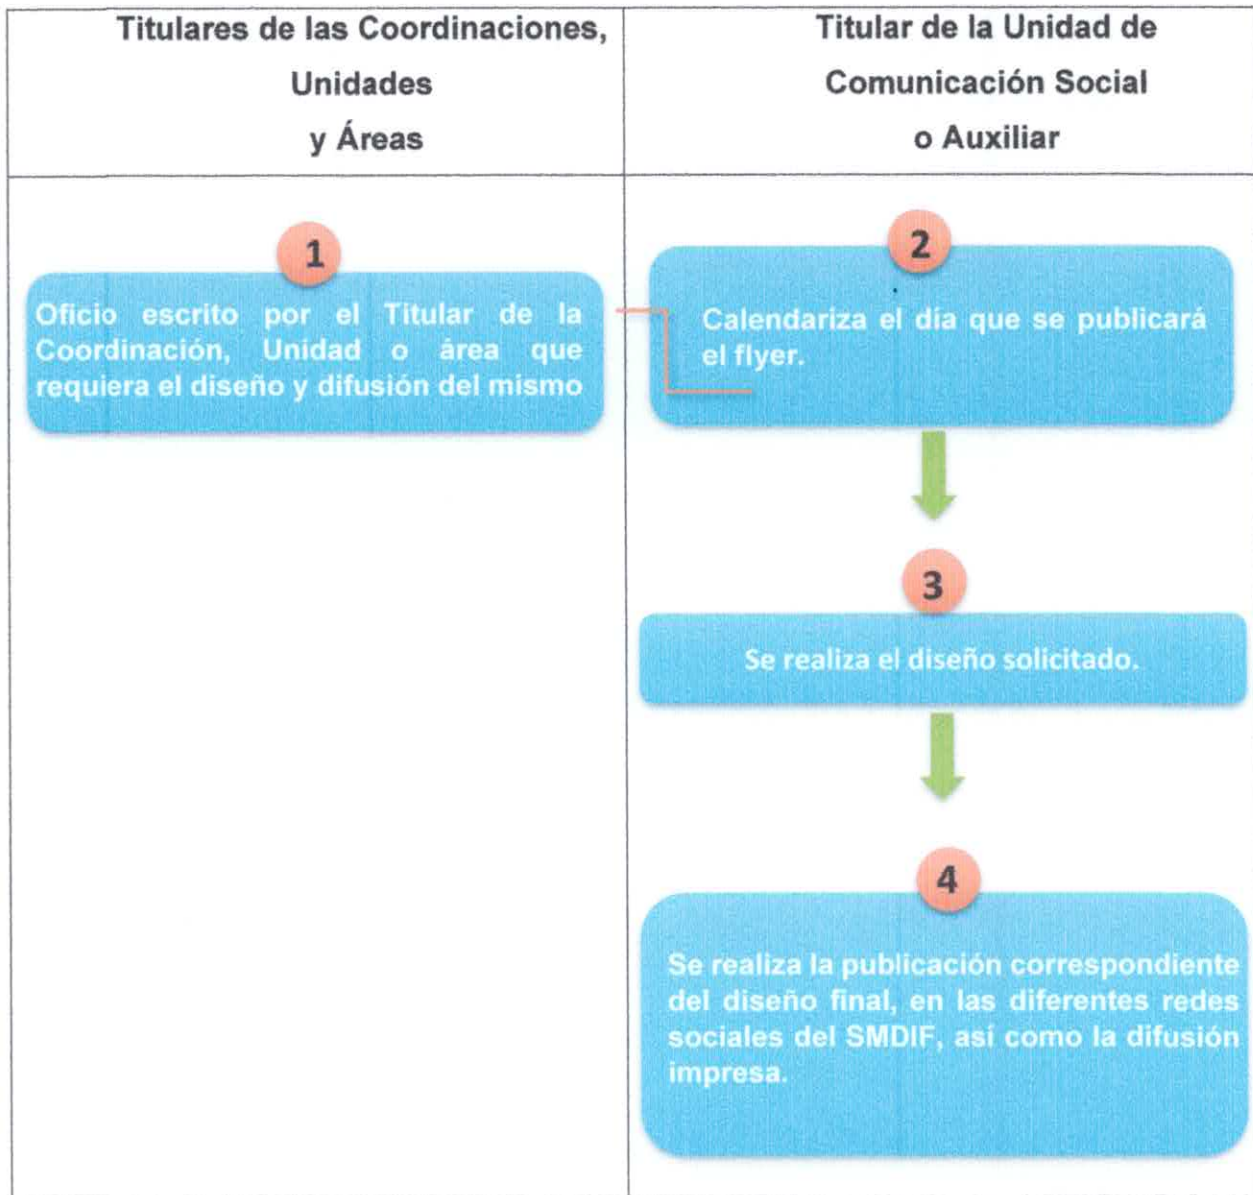 Titulares de las Coordinaciones,
Unidades
y Áreas
Titular de la Unidad de
Comunicación Social
o Auxiliar
1
Oficio escrito por el Titular de la
Coordinación, Unidad o área que
requiera el diseño y difusión del mismo
2
Calendariza el día que se publicará
el flyer.
3
Se realiza el diseño solicitado.
4
Se realiza la publicación correspondiente
del diseño final, en las diferentes redes
sociales del SMDIF, así como la difusión
impresa.